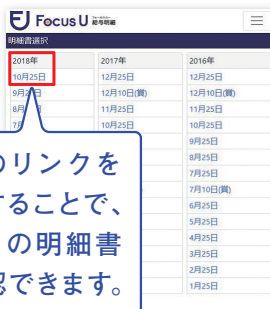 Focus U 給与明細
明細書選択
2018年 2017年 2016年
10月25日 12月25日 12月25日
9月2 日 12月10日(賞) 12月10日(賞)
8月 11月25日 11月25日
7月 10月25日 10月25日
9月25日
8月25日
7月25日
7月10日(賞)
6月25日
5月25日
4月25日
3月25日
2月25日
1月25日
のリンクを
ることで、
の明細書
認できます。